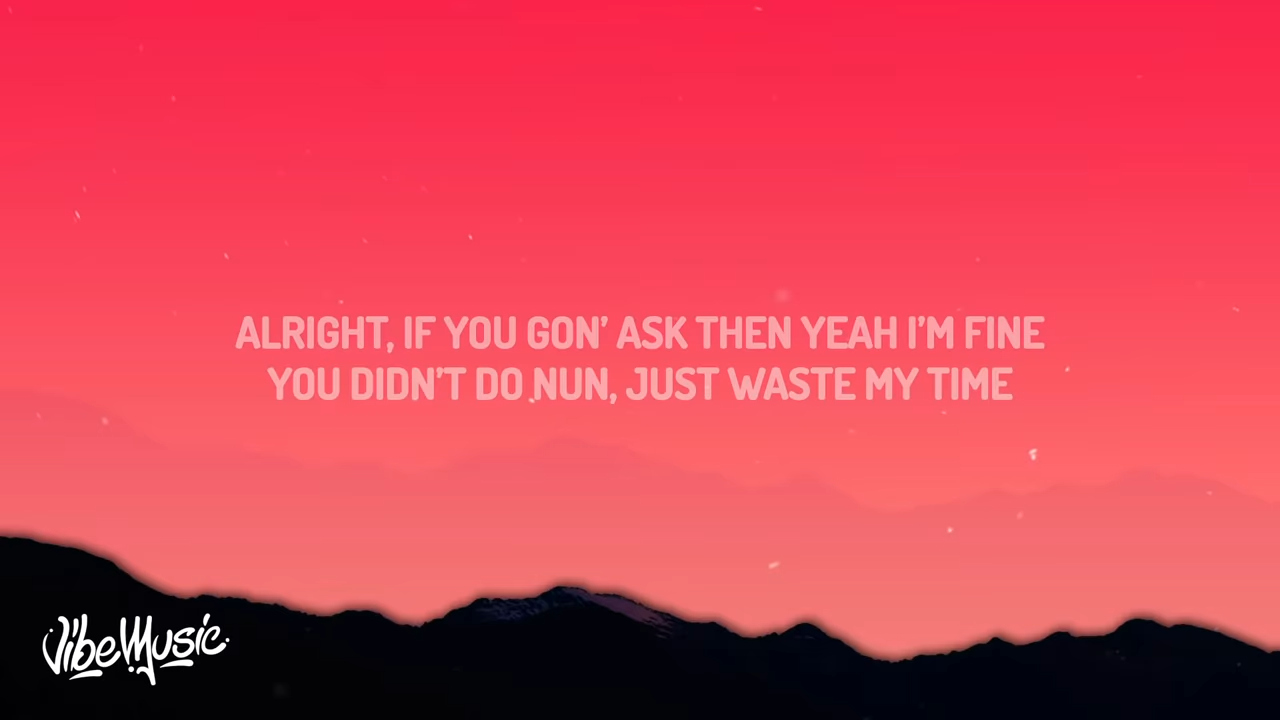 ALRIGHT, IF YOU GON' ASK THEN YEAH I'M FINE
YOU DIDN'T DO NUN, JUST WASTE MY TIME
VibeMusic